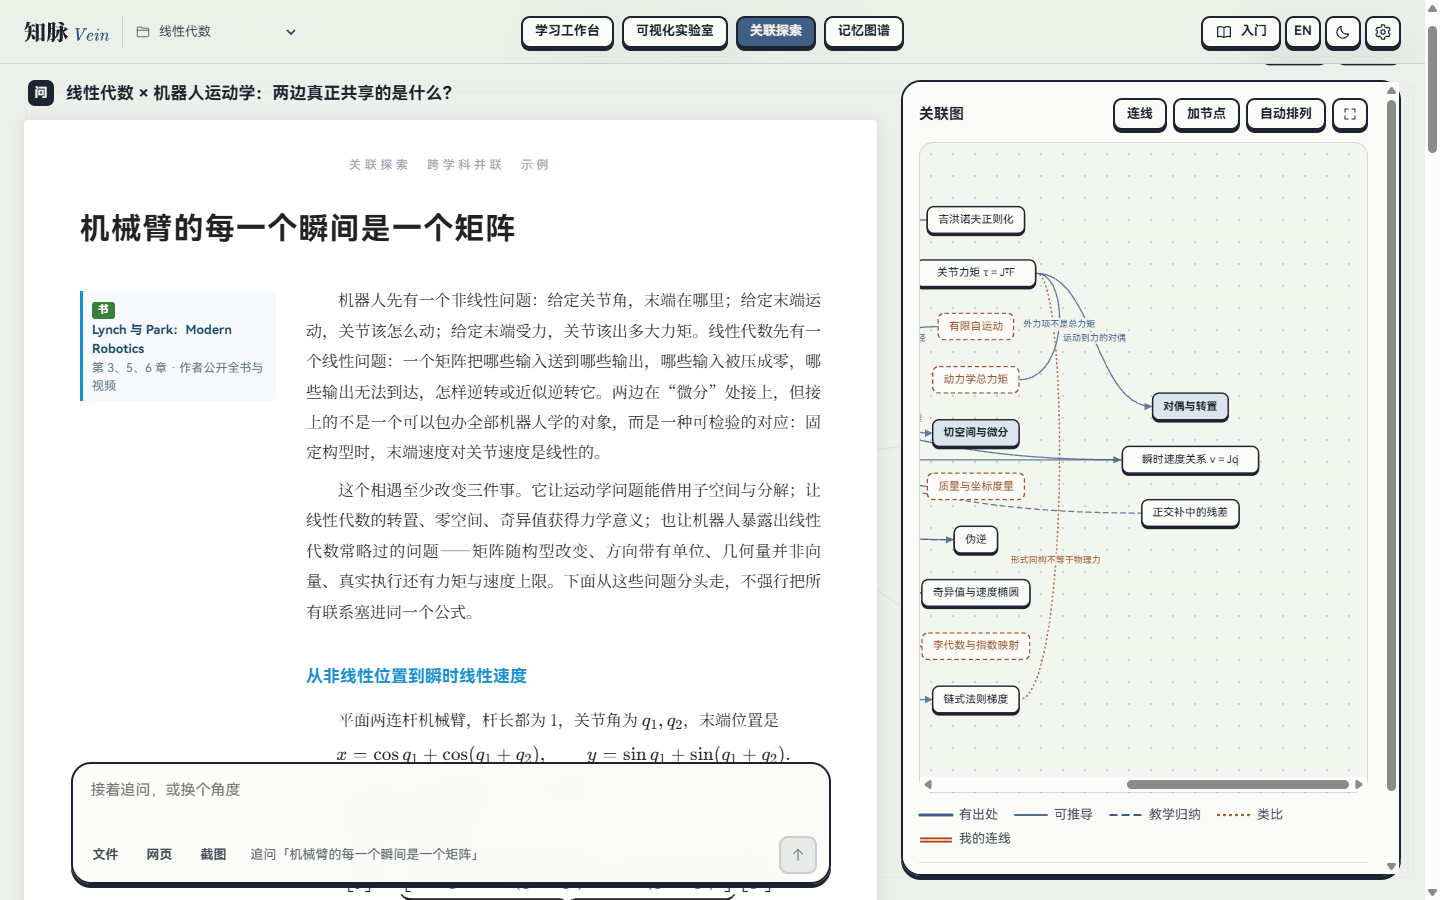 知脉 Vein
线性代数
学习工作台
可视化实验室
关联探索
记忆图谱
入门
EN
问
线性代数 × 机器人运动学：两边真正共享的是什么？
关联探索 跨学科并联 示例
机械臂的每一个瞬间是一个矩阵
书
Lynch 与 Park：Modern
Robotics
第 3、5、6 章 · 作者公开全书与
视频
机器人先有一个非线性问题：给定关节角，末端在哪里；给定末端运
动，关节该怎么动；给定末端受力，关节该出多大力矩。线性代数先有一
个线性问题：一个矩阵把哪些输入送到哪些输出，哪些输入被压成零，哪
些输出无法到达，怎样逆转或近似逆转它。两边在“微分”处接上，但接
上的不是一个可以包办全部机器人学的对象，而是一种可检验的对应：固
定构型时，末端速度对关节速度是线性的。
这个相遇至少改变三件事。它让运动学问题能借用子空间与分解；让
线性代数的转置、零空间、奇异值获得力学意义；也让机器人暴露出线性
代数常略过的问题——矩阵随构型改变、方向带有单位、几何量并非向
量、真实执行还有力矩与速度上限。下面从这些问题分头走，不强行把所
有联系塞进同一个公式。
从非线性位置到瞬时线性速度
平面两连杆机械臂，杆长都为 1，关节角为 q₁, q₂，末端位置是
x = cos q₁ + cos(q₁ + q₂), y = sin q₁ + sin(q₁ + q₂).
接着追问，或换个角度
文件
网页
截图
追问「机械臂的每一个瞬间是一个矩阵」
关联图
连线
加节点
自动排列
吉洪诺夫正则化
关节力矩 τ = JᵀF
有限自运动
外力项不是总力矩
运动到力的对偶
动力学总力矩
对偶与转置
切空间与微分
瞬时速度关系 v = Jq̇
质量与坐标度量
正交补中的残差
伪逆
形式同构不等于物理力
奇异值与速度椭圆
李代数与指数映射
链式法则梯度
有出处
可推导
教学归纳
类比
我的连线